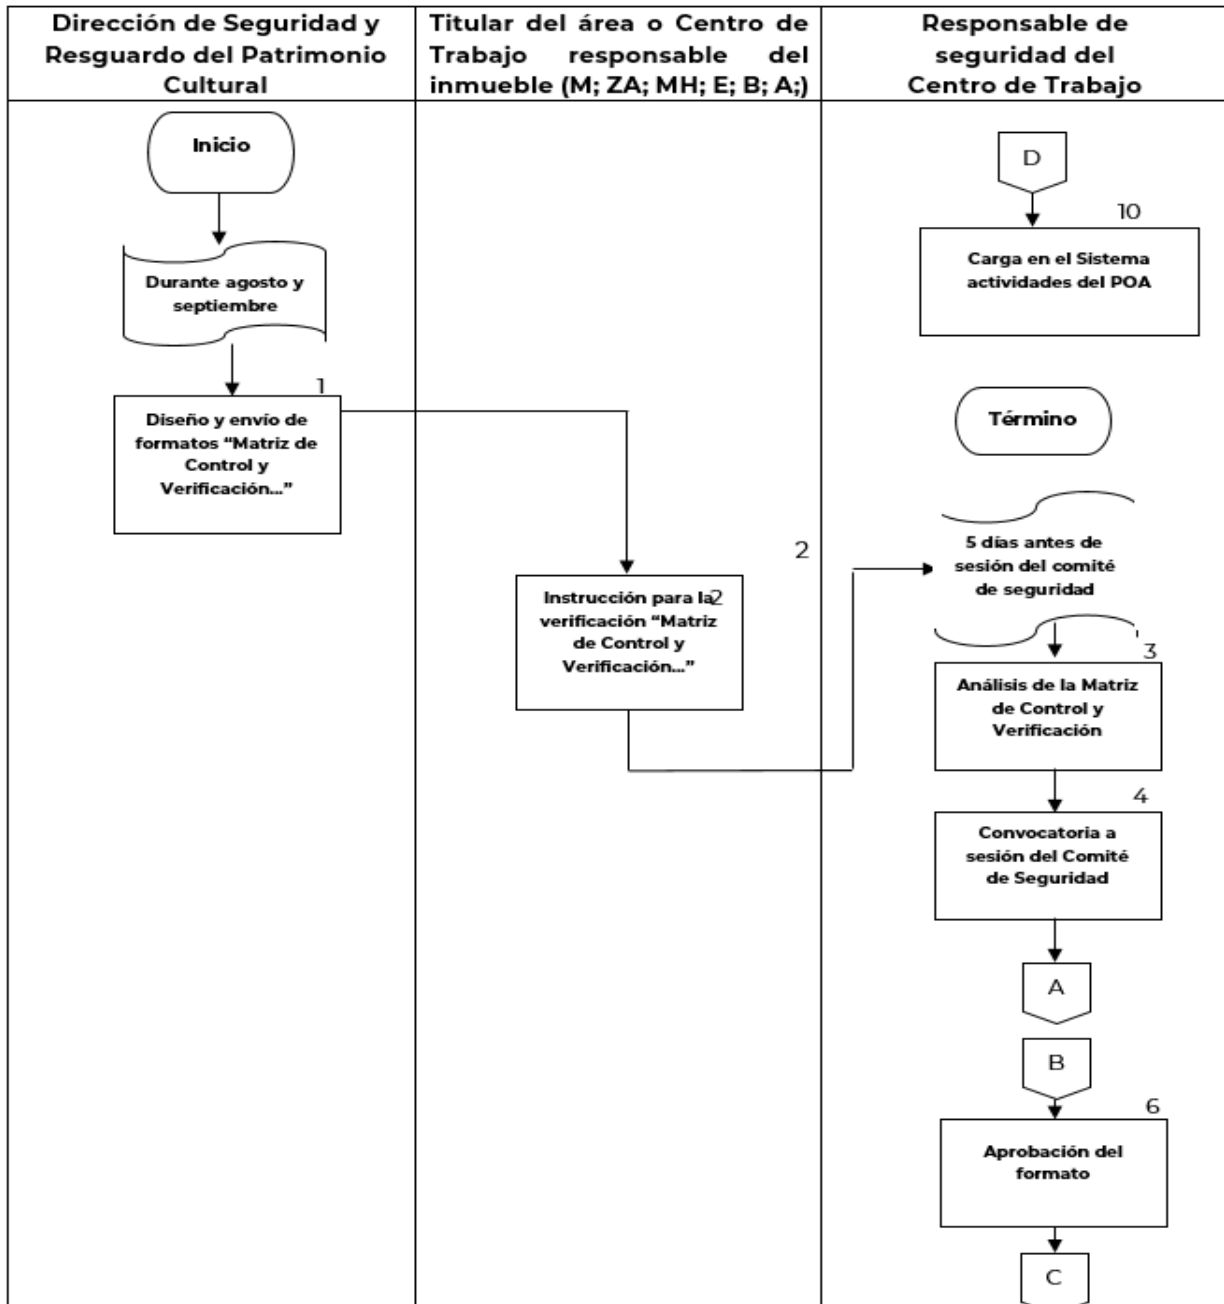 Dirección de Seguridad y
Resguardo del Patrimonio
Cultural
Titular del área o Centro de
Trabajo responsable del
inmueble (M; ZA; MH; E; B; A;)
Responsable de
seguridad del
Centro de Trabajo
Inicio
Durante agosto y
septiembre
1
Diseño y envío de
formatos “Matriz de
Control y
Verificación...”
2
2
Instrucción para la
verificación “Matriz
de Control y
Verificación...”
D
10
Carga en el Sistema
actividades del POA
Término
5 días antes de
sesión del comité
de seguridad
3
Análisis de la Matriz
de Control y
Verificación
4
Convocatoria a
sesión del Comité
de Seguridad
A
B
6
Aprobación del
formato
C